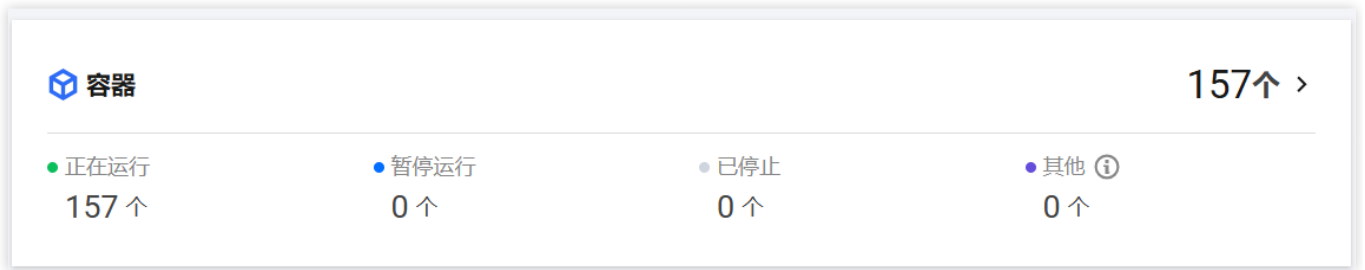 容器 157个
正在运行 暂停运行 已停止 其他
157 个 0 个 0 个 0 个